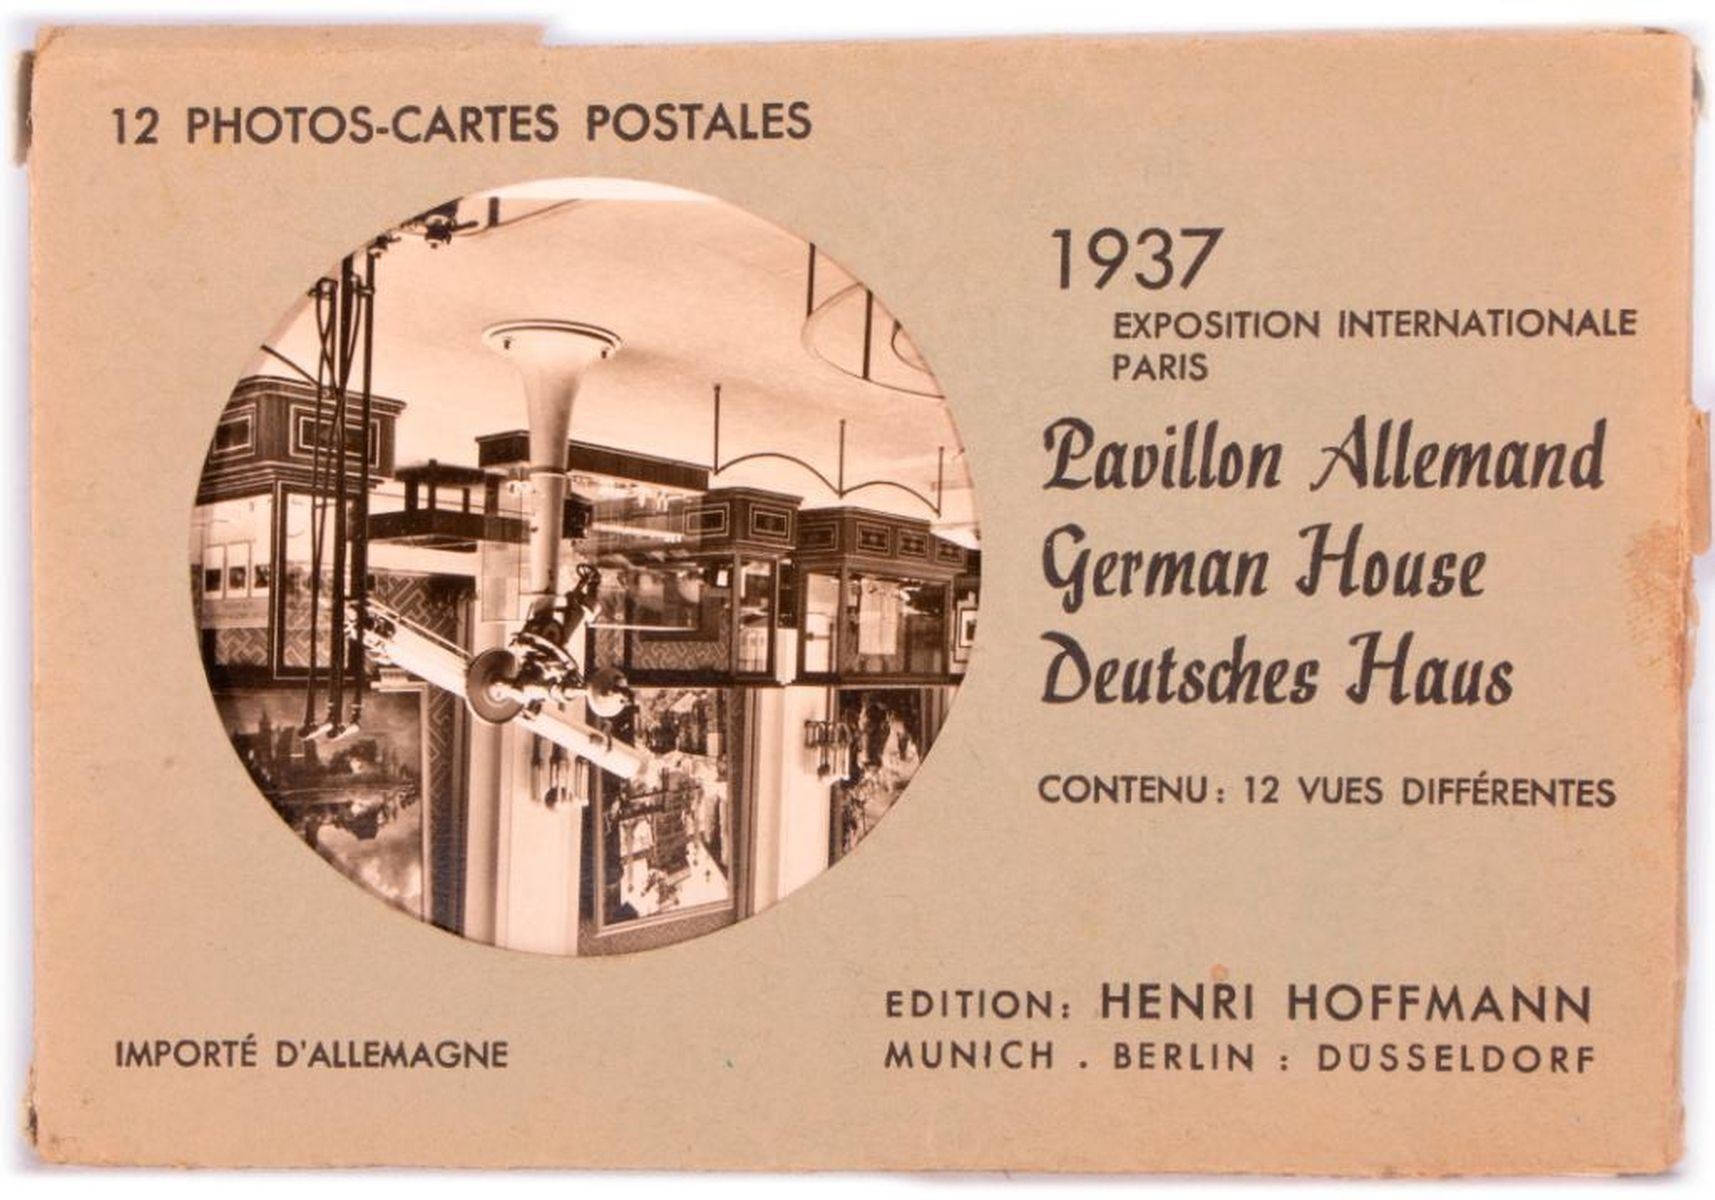 12 PHOTOS-CARTES POSTALES
1937
EXPOSITION INTERNATIONALE
PARIS
Pavillon Allemand
German House
Deutsches Haus
CONTENU: 12 VUES DIFFÉRENTES
EDITION: HENRI HOFFMANN
MUNICH . BERLIN : DÜSSELDORF
IMPORTÉ D'ALLEMAGNE